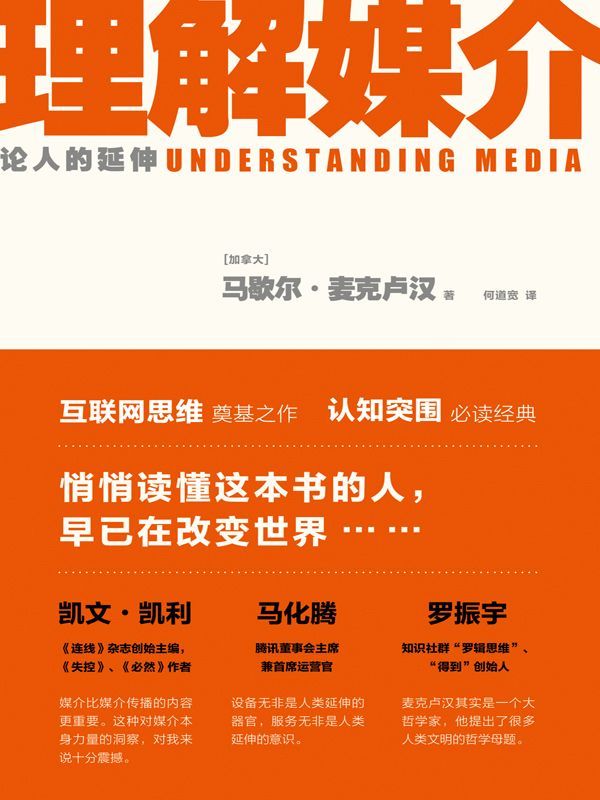 理解媒介
论人的延伸 UNDERSTANDING MEDIA
[加拿大]
马歇尔·麦克卢汉 著 何道宽 译
互联网思维 奠基之作 认知突围 必读经典
悄悄读懂这本书的人，
早已在改变世界……
凯文·凯利
《连线》杂志创始主编，
《失控》、《必然》作者
媒介比媒介传播的内容
更重要。这种对媒介本
身力量的洞察，对我来
说十分震撼。
马化腾
腾讯董事会主席
兼首席运营官
设备无非是人类延伸的
器官，服务无非是人类
延伸的意识。
罗振宇
知识社群“罗辑思维”、
“得到”创始人
麦克卢汉其实是一个大
哲学家，他提出了很多
人类文明的哲学母题。